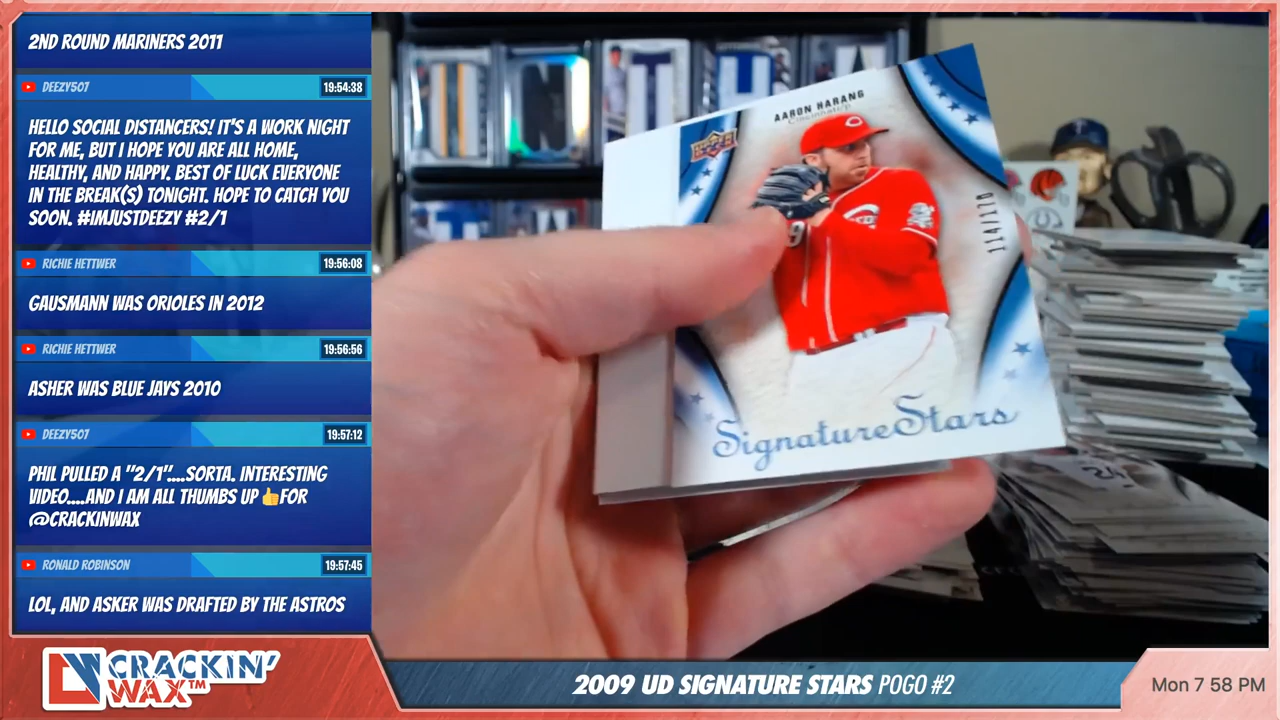 2ND ROUND MARINERS 2011
DEEZY507
19:54:38
HELLO SOCIAL DISTANCERS! IT'S A WORK NIGHT
FOR ME, BUT I HOPE YOU ARE ALL HOME,
HEALTHY, AND HAPPY. BEST OF LUCK EVERYONE
IN THE BREAK(S) TONIGHT. HOPE TO CATCH YOU
SOON. #IMJUSTDEEZY #2/1
RICHIE HETTWER
19:56:08
GAUSMANN WAS ORIOLES IN 2012
RICHIE HETTWER
19:56:56
ASHER WAS BLUE JAYS 2010
DEEZY507
19:57:12
PHIL PULLED A "2/1"....SORTA. INTERESTING
VIDEO....AND I AM ALL THUMBS UP👍FOR
@CRACKINWAX
RONALD ROBINSON
19:57:45
LOL, AND ASKER WAS DRAFTED BY THE ASTROS
CRACKIN'
WAX™
AARON HARANG
Cincinnati/p
114/120
Signature Stars
2009 UD SIGNATURE STARS POGO #2
Mon 7 58 PM